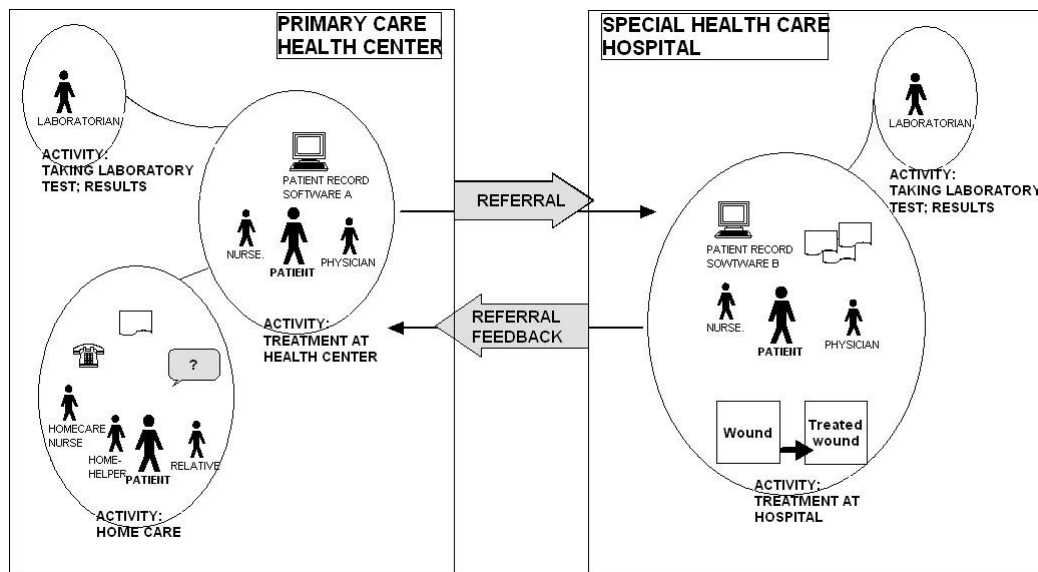 PRIMARY CARE
HEALTH CENTER
LABORATORIAN
ACTIVITY:
TAKING LABORATORY
TEST; RESULTS
PATIENT RECORD
SOFTWARE A
NURSE.
PATIENT
PHYSICIAN
ACTIVITY:
TREATMENT AT
HEALTH CENTER
?
HOMECARE
NURSE
HOME-
HELPER
PATIENT
RELATIVE
ACTIVITY:
HOME CARE
REFERRAL
REFERRAL
FEEDBACK
SPECIAL HEALTH CARE
HOSPITAL
LABORATORIAN
ACTIVITY:
TAKING LABORATORY
TEST; RESULTS
PATIENT RECORD
SOWTWARE B
NURSE.
PATIENT
PHYSICIAN
Wound
Treated
wound
ACTIVITY:
TREATMENT AT
HOSPITAL